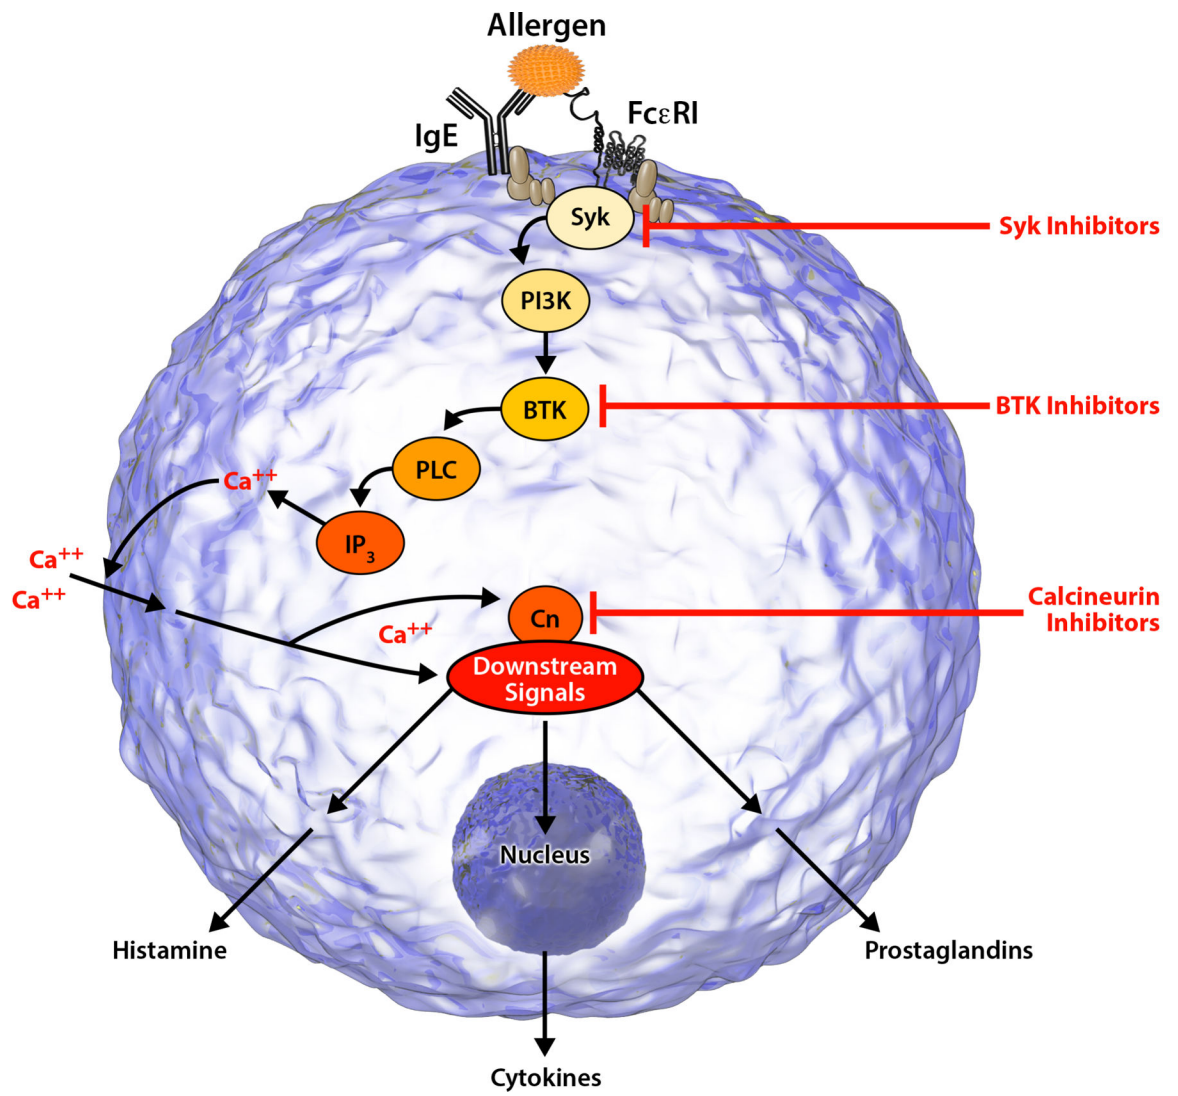 Allergen
IgE
FcεRI
Syk
Syk Inhibitors
PI3K
BTK
BTK Inhibitors
PLC
Ca++
IP3
Ca++
Ca++
Ca++
Cn
Calcineurin
Inhibitors
Downstream
Signals
Nucleus
Histamine
Prostaglandins
Cytokines